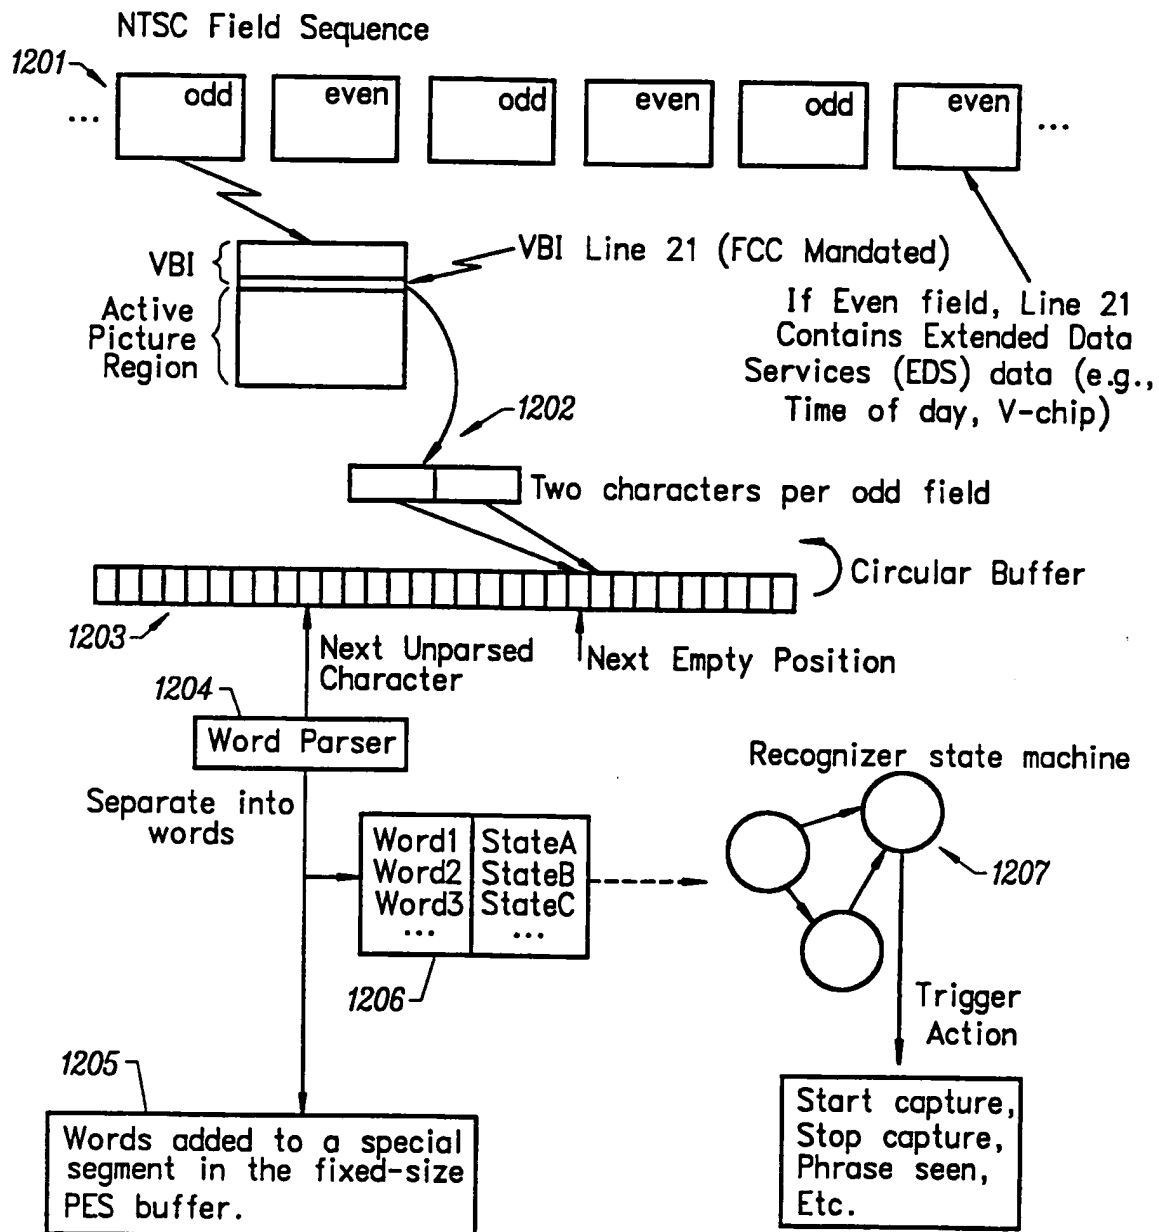 NTSC Field Sequence
1201
... odd even odd even odd even ...
VBI
VBI Line 21 (FCC Mandated)
Active
Picture
Region
If Even field, Line 21
Contains Extended Data
Services (EDS) data (e.g.,
Time of day, V-chip)
1202
Two characters per odd field
Circular Buffer
1203
Next Unparsed
Character
Next Empty Position
1204
Word Parser
Recognizer state machine
Separate into
words
Word1 StateA
Word2 StateB
Word3 StateC
... ...
1207
1206
Trigger
Action
1205
Words added to a special
segment in the fixed-size
PES buffer.
Start capture,
Stop capture,
Phrase seen,
Etc.